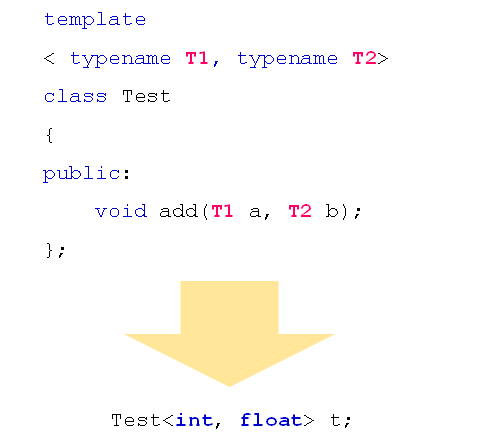 template
< typename T1, typename T2>
class Test
{
public:
    void add(T1 a, T2 b);
};
Test<int, float> t;